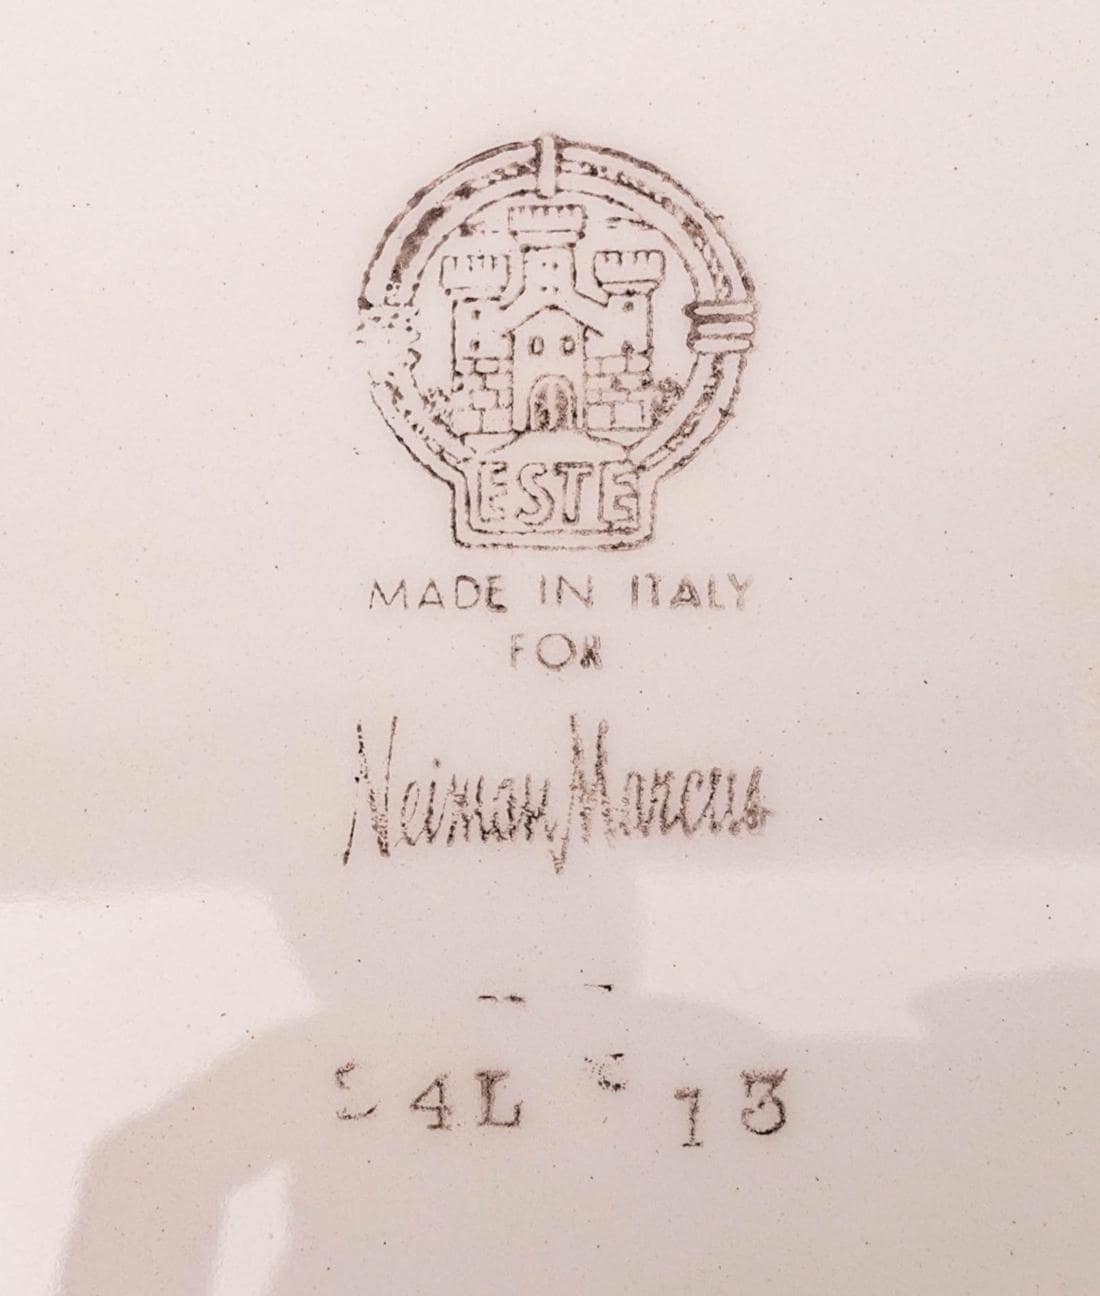 ESTE
MADE IN ITALY
FOR
Neiman Marcus
4L 13